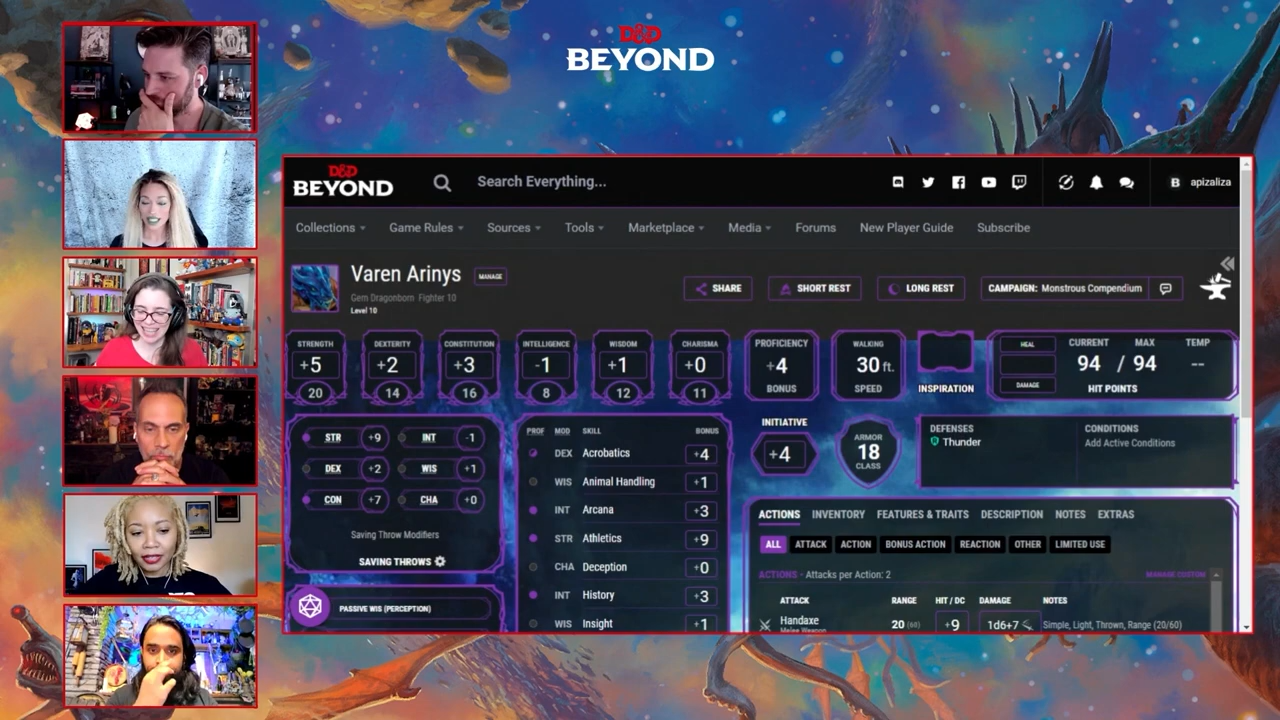 D&D
BEYOND
D&D
BEYOND
Search Everything...
B apizaliza
Collections
Game Rules
Sources
Tools
Marketplace
Media
Forums
New Player Guide
Subscribe
Varen Arinys
MANAGE
Gem Dragonborn Fighter 10
Level 10
SHARE
SHORT REST
LONG REST
CAMPAIGN: Monstrous Compendium
STRENGTH
+5
20
DEXTERITY
+2
14
CONSTITUTION
+3
16
INTELLIGENCE
-1
8
WISDOM
+1
12
CHARISMA
+0
11
PROFICIENCY
+4
BONUS
WALKING
30 ft.
SPEED
INSPIRATION
HEAL
DAMAGE
CURRENT MAX TEMP
94 / 94 --
HIT POINTS
STR +9 INT -1
DEX +2 WIS +1
CON +7 CHA +0
Saving Throw Modifiers
SAVING THROWS
PASSIVE WIS (PERCEPTION)
PROF MOD SKILL BONUS
DEX Acrobatics +4
WIS Animal Handling +1
INT Arcana +3
STR Athletics +9
CHA Deception +0
INT History +3
WIS Insight +1
INITIATIVE
+4
ARMOR
18
CLASS
DEFENSES
Thunder
CONDITIONS
Add Active Conditions
ACTIONS INVENTORY FEATURES & TRAITS DESCRIPTION NOTES EXTRAS
ALL ATTACK ACTION BONUS ACTION REACTION OTHER LIMITED USE
ACTIONS - Attacks per Action: 2
MANAGE CUSTOM
ATTACK RANGE HIT / DC DAMAGE NOTES
Handaxe 20 (60) +9 1d6+7 Simple, Light, Thrown, Range (20/60)
Melee Weapon